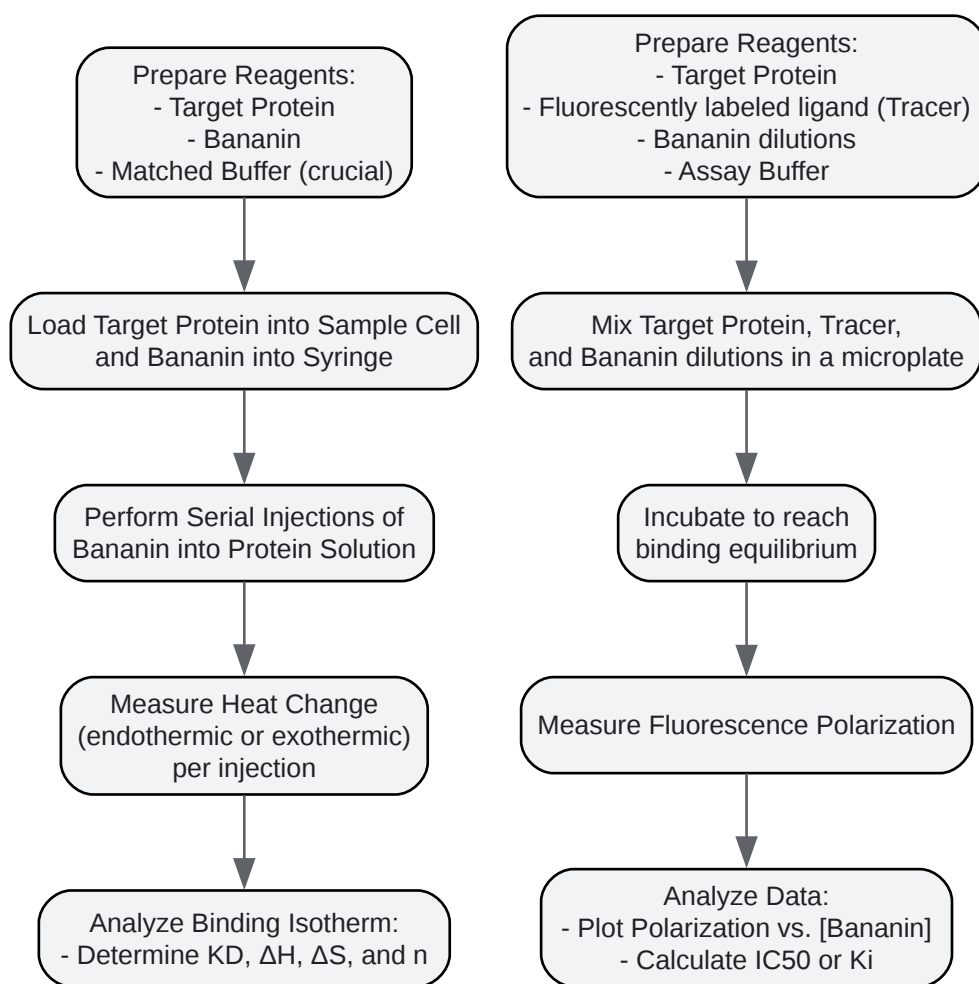 Prepare Reagents:
- Target Protein
- Bananin
- Matched Buffer (crucial)
Load Target Protein into Sample Cell
and Bananin into Syringe
Perform Serial Injections of
Bananin into Protein Solution
Measure Heat Change
(endothermic or exothermic)
per injection
Analyze Binding Isotherm:
- Determine KD, ΔH, ΔS, and n
Prepare Reagents:
- Target Protein
- Fluorescently labeled ligand (Tracer)
- Bananin dilutions
- Assay Buffer
Mix Target Protein, Tracer,
and Bananin dilutions in a microplate
Incubate to reach
binding equilibrium
Measure Fluorescence Polarization
Analyze Data:
- Plot Polarization vs. [Bananin]
- Calculate IC50 or Ki